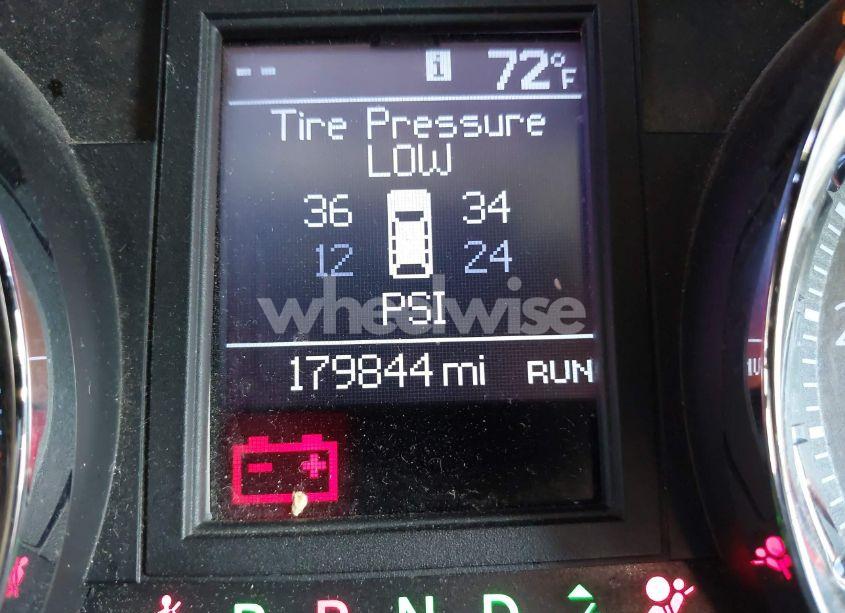 -- 72°F
Tire Pressure
LOW
36 34
12 24
PSI
wheelwise
179844 mi RUN
- +
P R N D